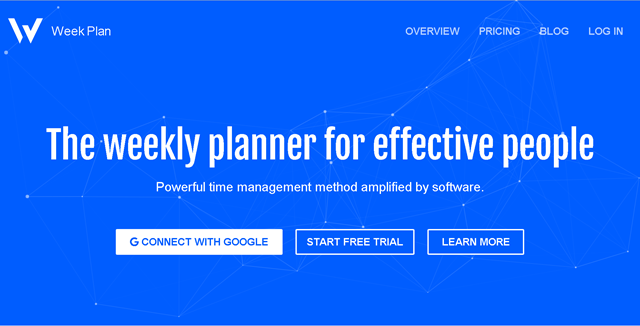 Week Plan
OVERVIEW PRICING BLOG LOG IN
The weekly planner for effective people
Powerful time management method amplified by software.
G CONNECT WITH GOOGLE START FREE TRIAL LEARN MORE